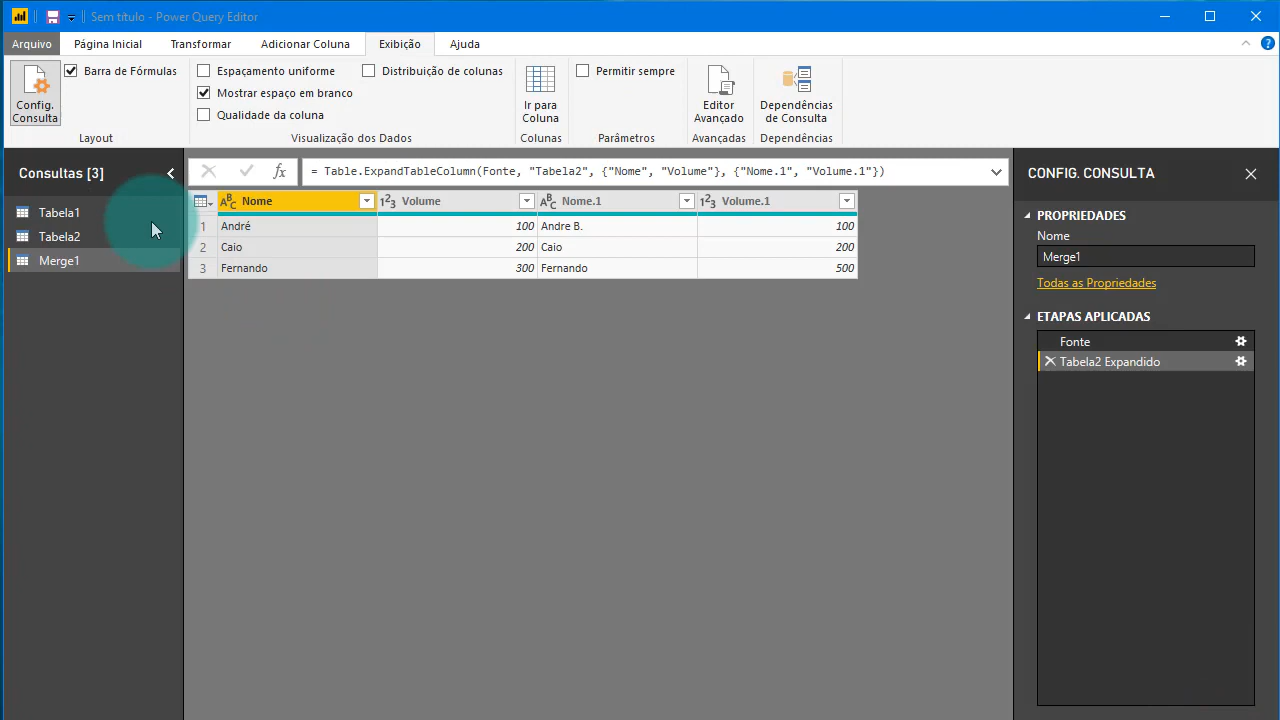 Sem título - Power Query Editor
Arquivo Página Inicial Transformar Adicionar Coluna Exibição Ajuda
Config. Consulta
Barra de Fórmulas
Layout
Espaçamento uniforme
Mostrar espaço em branco
Qualidade da coluna
Distribuição de colunas
Visualização dos Dados
Ir para Coluna
Colunas
Permitir sempre
Parâmetros
Editor Avançado
Avançadas
Dependências de Consulta
Dependências
Consultas [3]
Tabela1
Tabela2
Merge1
fx = Table.ExpandTableColumn(Fonte, "Tabela2", {"Nome", "Volume"}, {"Nome.1", "Volume.1"})
ABC Nome 123 Volume ABC Nome.1 123 Volume.1
1 André 100 Andre B. 100
2 Caio 200 Caio 200
3 Fernando 300 Fernando 500
CONFIG. CONSULTA
PROPRIEDADES
Nome
Merge1
Todas as Propriedades
ETAPAS APLICADAS
Fonte
Tabela2 Expandido